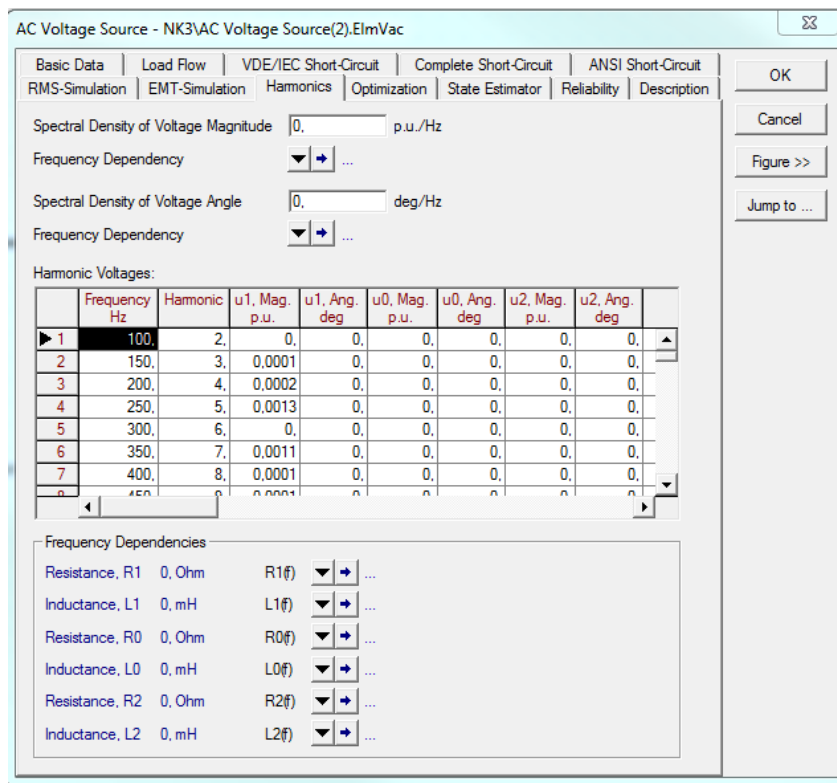 AC Voltage Source - NK3\AC Voltage Source(2).ElmVac
Basic Data Load Flow VDE/IEC Short-Circuit Complete Short-Circuit ANSI Short-Circuit
RMS-Simulation EMT-Simulation Harmonics Optimization State Estimator Reliability Description
OK
Cancel
Figure >>
Jump to ...
Spectral Density of Voltage Magnitude 0, p.u./Hz
Frequency Dependency ...
Spectral Density of Voltage Angle 0, deg/Hz
Frequency Dependency ...
Harmonic Voltages:
Frequency Harmonic u1, Mag. u1, Ang. u0, Mag. u0, Ang. u2, Mag. u2, Ang.
Hz p.u. deg p.u. deg p.u. deg
1 100, 2, 0, 0, 0, 0, 0, 0,
2 150, 3, 0,0001 0, 0, 0, 0, 0,
3 200, 4, 0,0002 0, 0, 0, 0, 0,
4 250, 5, 0,0013 0, 0, 0, 0, 0,
5 300, 6, 0, 0, 0, 0, 0, 0,
6 350, 7, 0,0011 0, 0, 0, 0, 0,
7 400, 8, 0,0001 0, 0, 0, 0, 0,
Frequency Dependencies
Resistance, R1 0, Ohm R1(f) ...
Inductance, L1 0, mH L1(f) ...
Resistance, R0 0, Ohm R0(f) ...
Inductance, L0 0, mH L0(f) ...
Resistance, R2 0, Ohm R2(f) ...
Inductance, L2 0, mH L2(f) ...